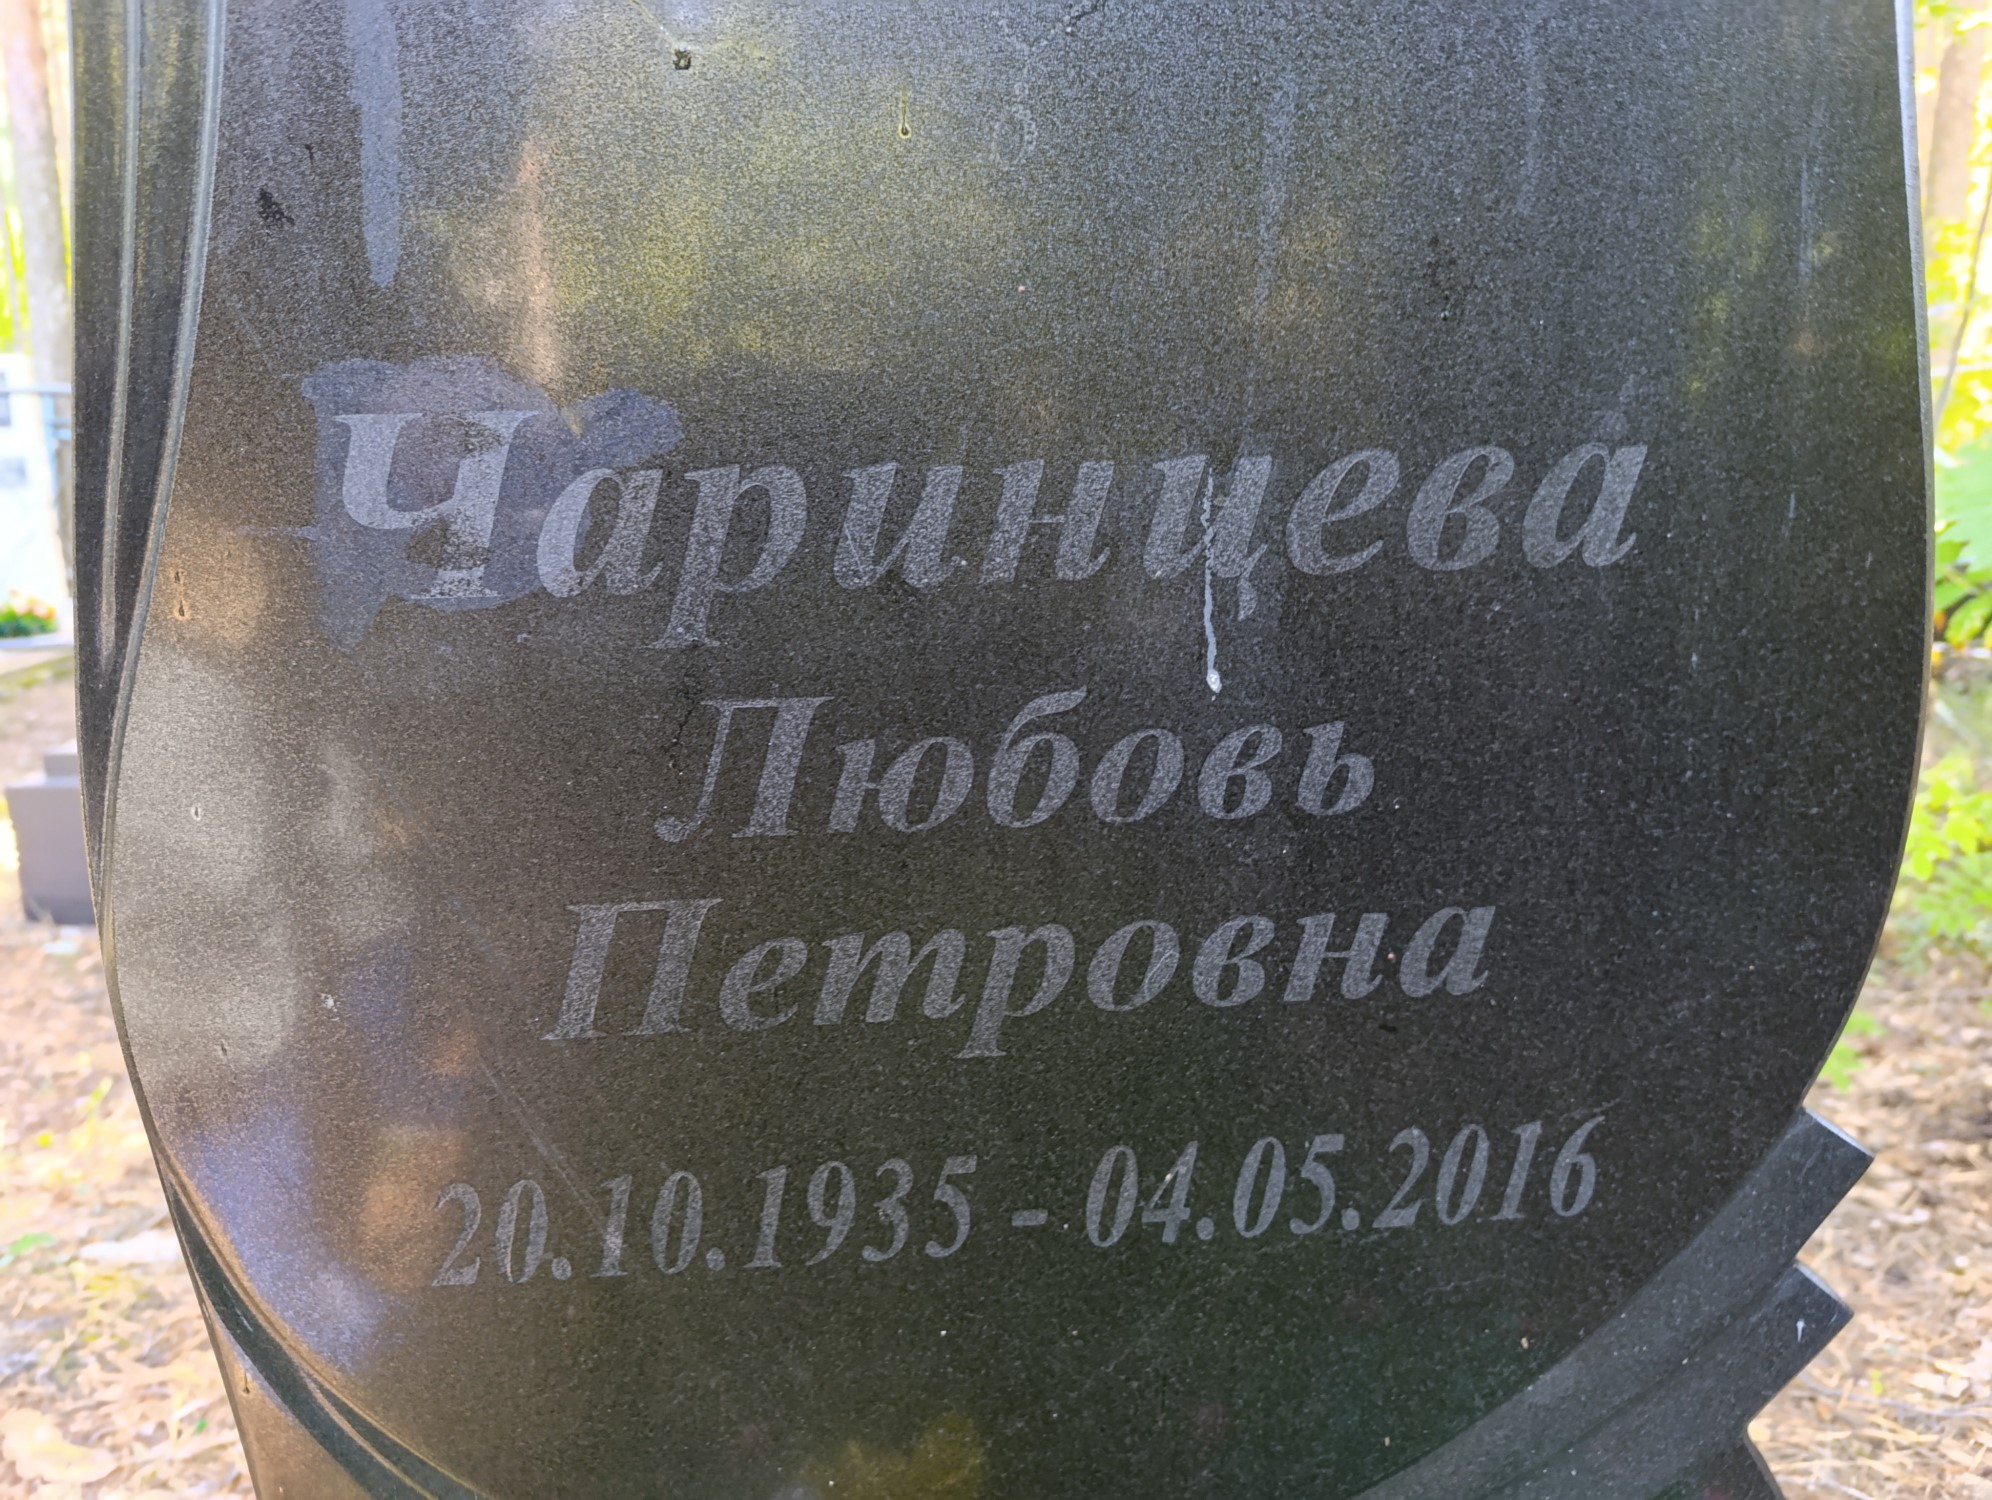 Чаринцева
Любовь
Петровна
20.10.1935 - 04.05.2016